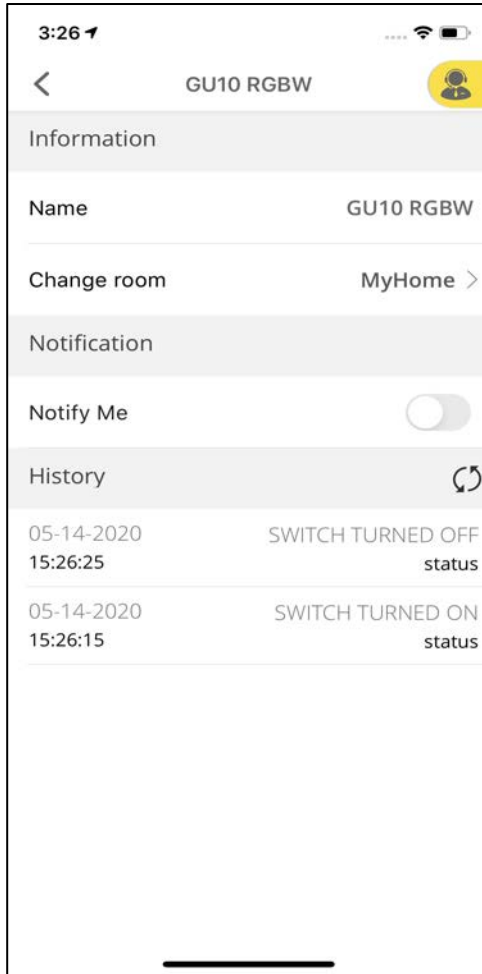 3:26
GU10 RGBW
Information
Name GU10 RGBW
Change room MyHome >
Notification
Notify Me
History
05-14-2020 SWITCH TURNED OFF
15:26:25 status
05-14-2020 SWITCH TURNED ON
15:26:15 status